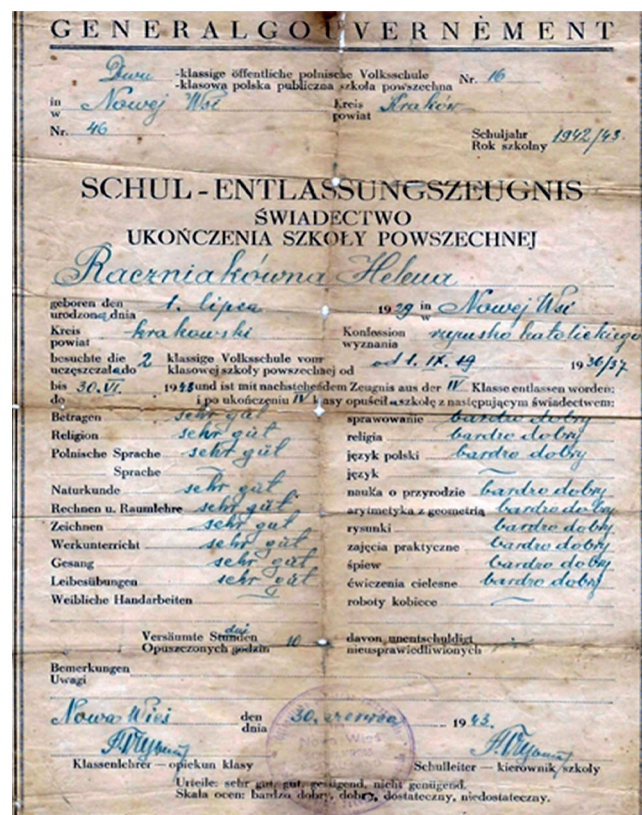 GENERALGOUVERNEMENT
Dwu -klassige öffentliche polnische Volksschule Nr. 16
-klasowa polska publiczna szkoła powszechna
in Nowej Wsi Kreis Kraków
w powiat
Nr. 46
Schuljahr 1942/43.
Rok szkolny
SCHUL-ENTLASSUNGSZEUGNIS
ŚWIADECTWO
UKOŃCZENIA SZKOŁY POWSZECHNEJ
Raczniakówna Helena
geboren den 1. lipca 1929 in Nowej Wsi
urodzona dnia w
Kreis krakowski Konfession rzymsko katolickiego
powiat wyznania
besuchte die 2 klassige Volksschule vom od 1. IX. 19 1936/37
uczęszczała do klasowej szkoły powszechnej od
bis 30.VI. 1943 und ist mit nachstehendem Zeugnis aus der IV Klasse entlassen worden:
do i po ukończeniu IV klasy opuścił a szkołę z następującym świadectwem:
Betragen sehr gut sprawowanie bardzo dobry
Religion sehr gut religia bardzo dobry
Polnische Sprache sehr gut język polski bardzo dobry
Sprache — język —
Naturkunde sehr gut. nauka o przyrodzie bardzo dobry
Rechnen u. Raumlehre sehr gut. arytmetyka z geometrią bardzo dobry
Zeichnen sehr gut rysunki bardzo dobry
Werkunterricht sehr gut zajęcia praktyczne bardzo dobry
Gesang sehr gut śpiew bardzo dobry
Leibesübungen sehr gut ćwiczenia cielesne bardzo dobry
Weibliche Handarbeiten — roboty kobiece —
dni
Versäumte Stunden 10 davon unentschuldigt
Opuszczonych godzin nieusprawiedliwionych
Bemerkungen
Uwagi
Nowa Wieś den 30. czerwca 1943.
dnia
Klassenlehrer — opiekun klasy Schulleiter — kierownik szkoły
Urteile: sehr gut, gut, genügend, nicht genügend.
Skala ocen: bardzo dobry, dobry, dostateczny, niedostateczny.